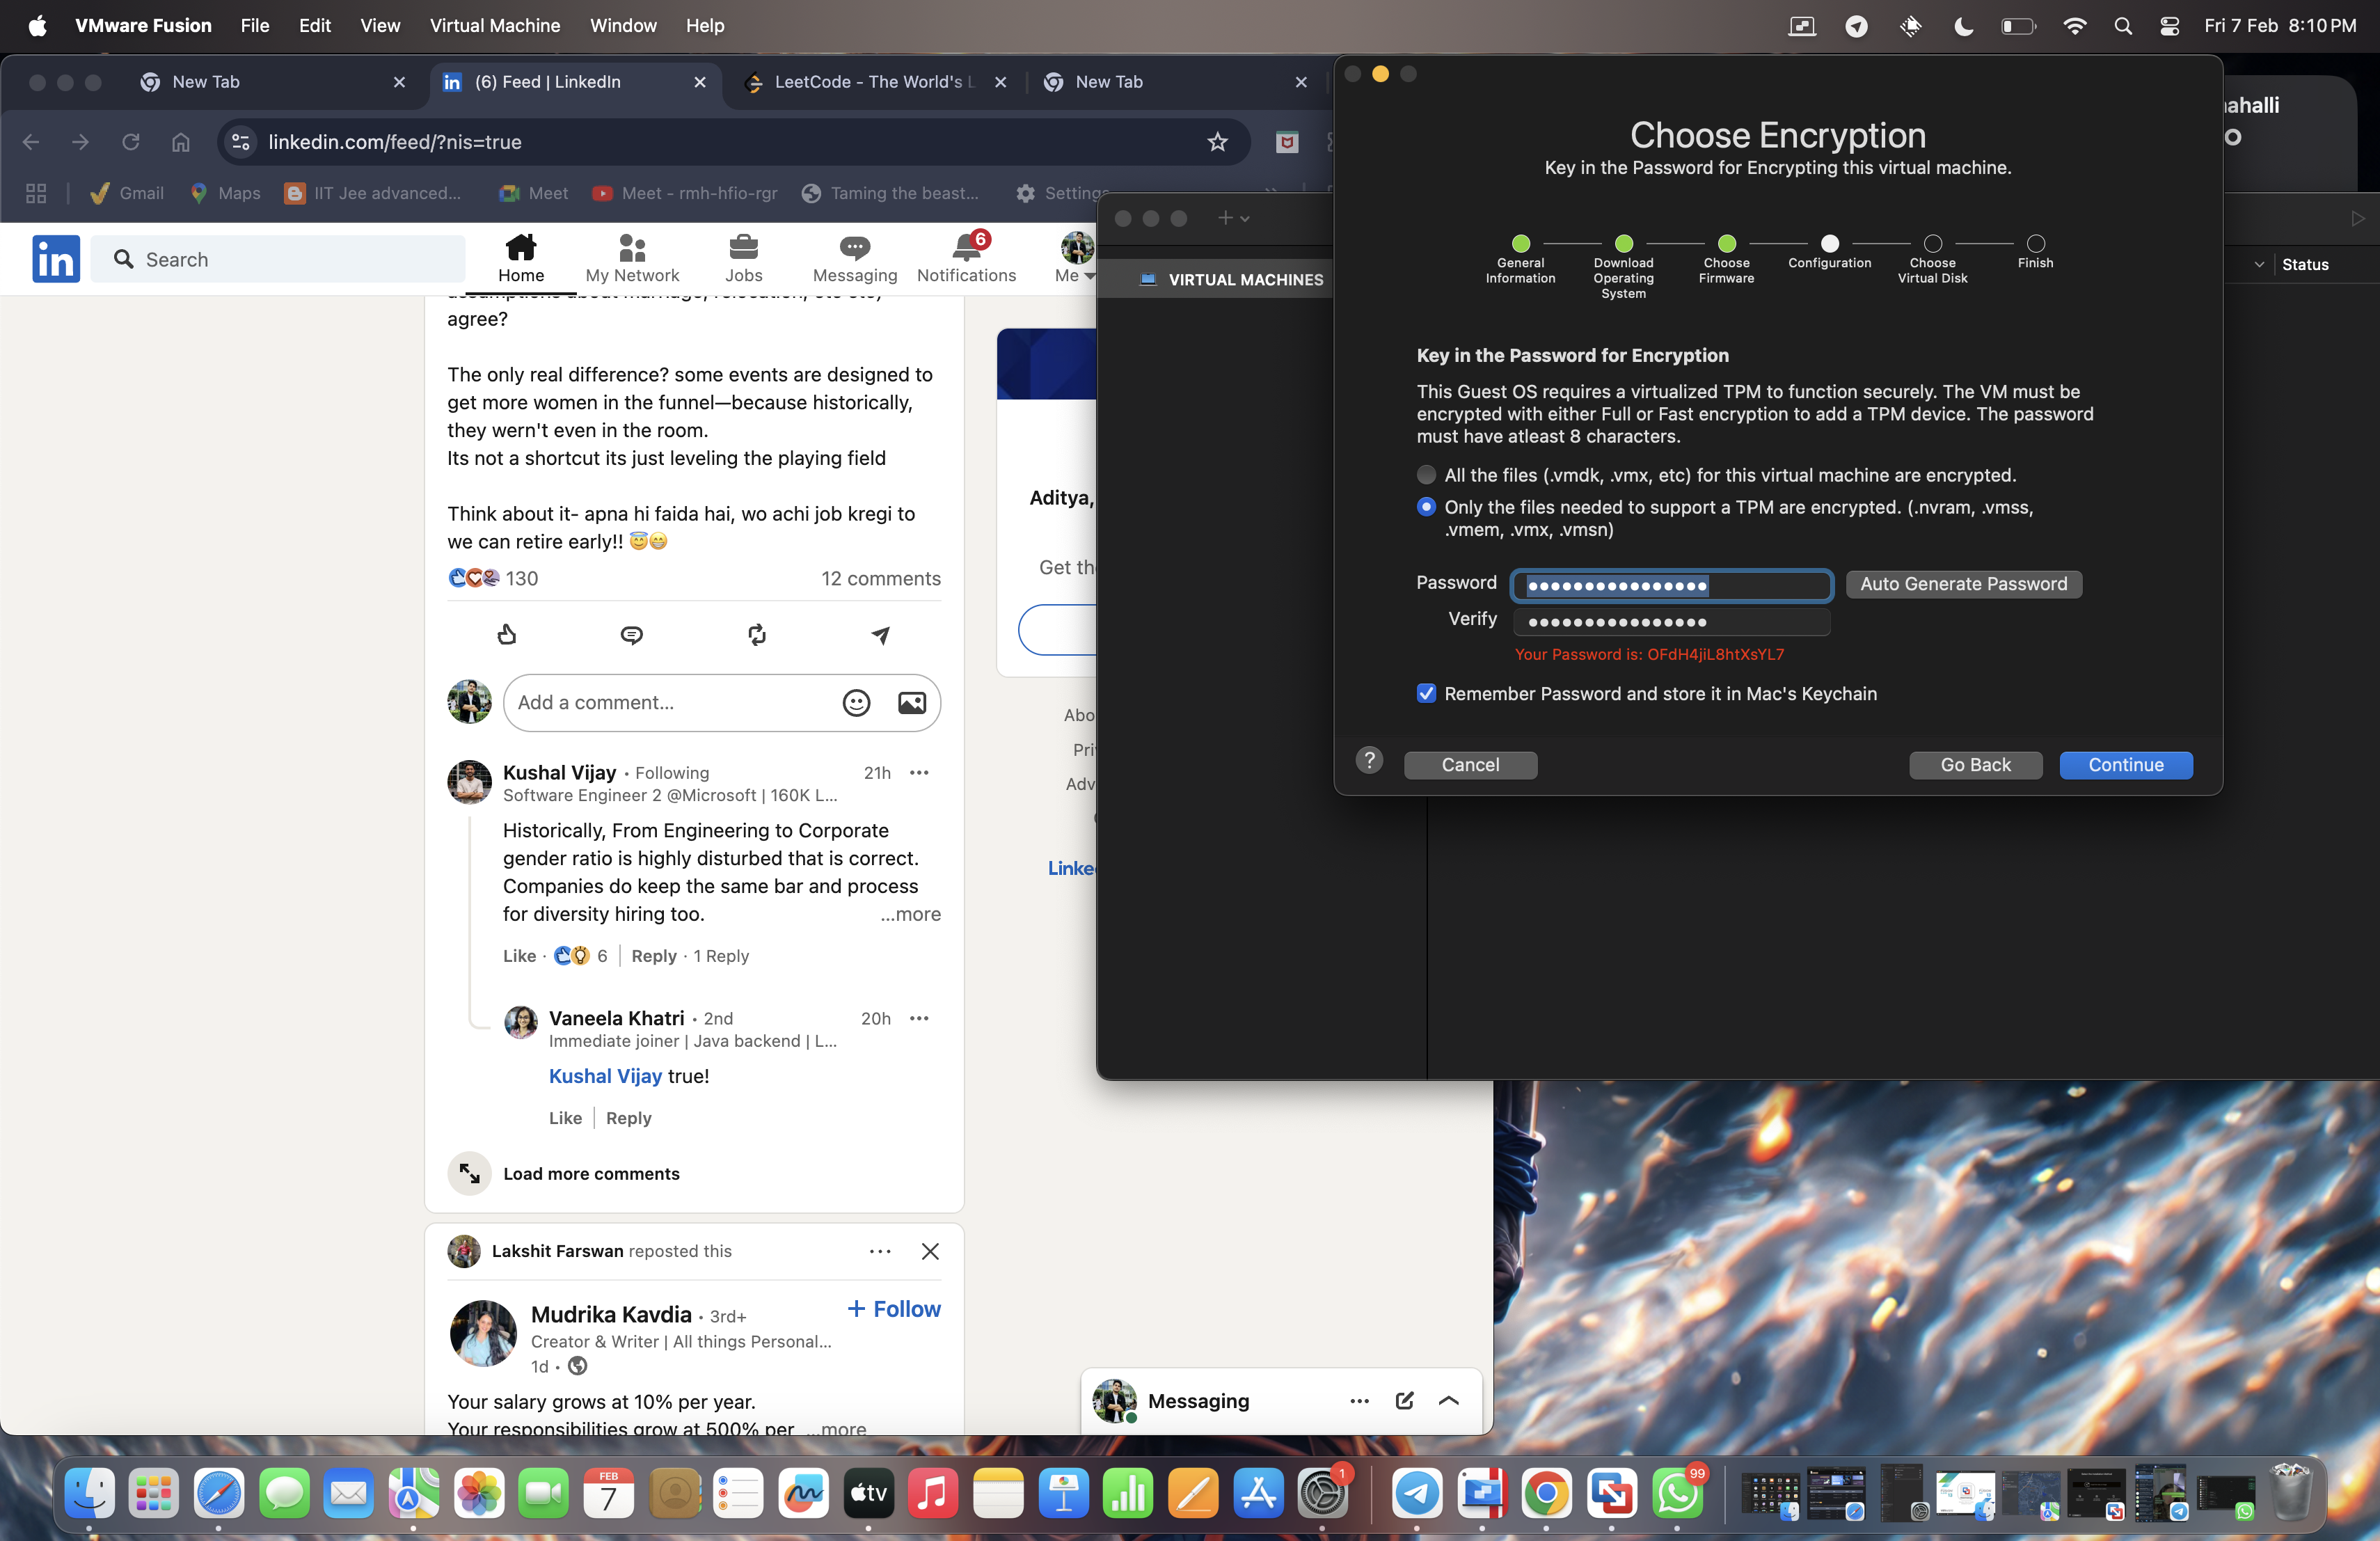 VMware Fusion File Edit View Virtual Machine Window Help
Fri 7 Feb 8:10 PM
New Tab
(6) Feed | LinkedIn
LeetCode - The World's L
New Tab
linkedin.com/feed/?nis=true
Gmail
Maps
IIT Jee advanced...
Meet
Meet - rmh-hfio-rgr
Taming the beast...
Settings
in
Search
Home
My Network
Jobs
Messaging
6
Notifications
Me
agree?
The only real difference? some events are designed to
get more women in the funnel—because historically,
they wern't even in the room.
Its not a shortcut its just leveling the playing field
Think about it- apna hi faida hai, wo achi job kregi to
we can retire early!! 😇😁
130
12 comments
Add a comment...
Kushal Vijay • Following
21h
Software Engineer 2 @Microsoft | 160K L...
Historically, From Engineering to Corporate
gender ratio is highly disturbed that is correct.
Companies do keep the same bar and process
for diversity hiring too.
...more
Like · 6 | Reply · 1 Reply
Vaneela Khatri • 2nd
20h
Immediate joiner | Java backend | L...
Kushal Vijay true!
Like | Reply
Load more comments
Lakshit Farswan reposted this
Mudrika Kavdia • 3rd+
+ Follow
Creator & Writer | All things Personal...
1d •
Your salary grows at 10% per year.
Your responsibilities grow at 500% per ...more
Aditya,
Get th
Abo
Pri
Adv
Linke
Messaging
VIRTUAL MACHINES
Status
ahalli
Choose Encryption
Key in the Password for Encrypting this virtual machine.
General
Information
Download
Operating
System
Choose
Firmware
Configuration
Choose
Virtual Disk
Finish
Key in the Password for Encryption
This Guest OS requires a virtualized TPM to function securely. The VM must be
encrypted with either Full or Fast encryption to add a TPM device. The password
must have atleast 8 characters.
All the files (.vmdk, .vmx, etc) for this virtual machine are encrypted.
Only the files needed to support a TPM are encrypted. (.nvram, .vmss,
.vmem, .vmx, .vmsn)
Password
Auto Generate Password
Verify
Your Password is: OFdH4jiL8htXsYL7
Remember Password and store it in Mac's Keychain
?
Cancel
Go Back
Continue
FEB
7
tv
1
99